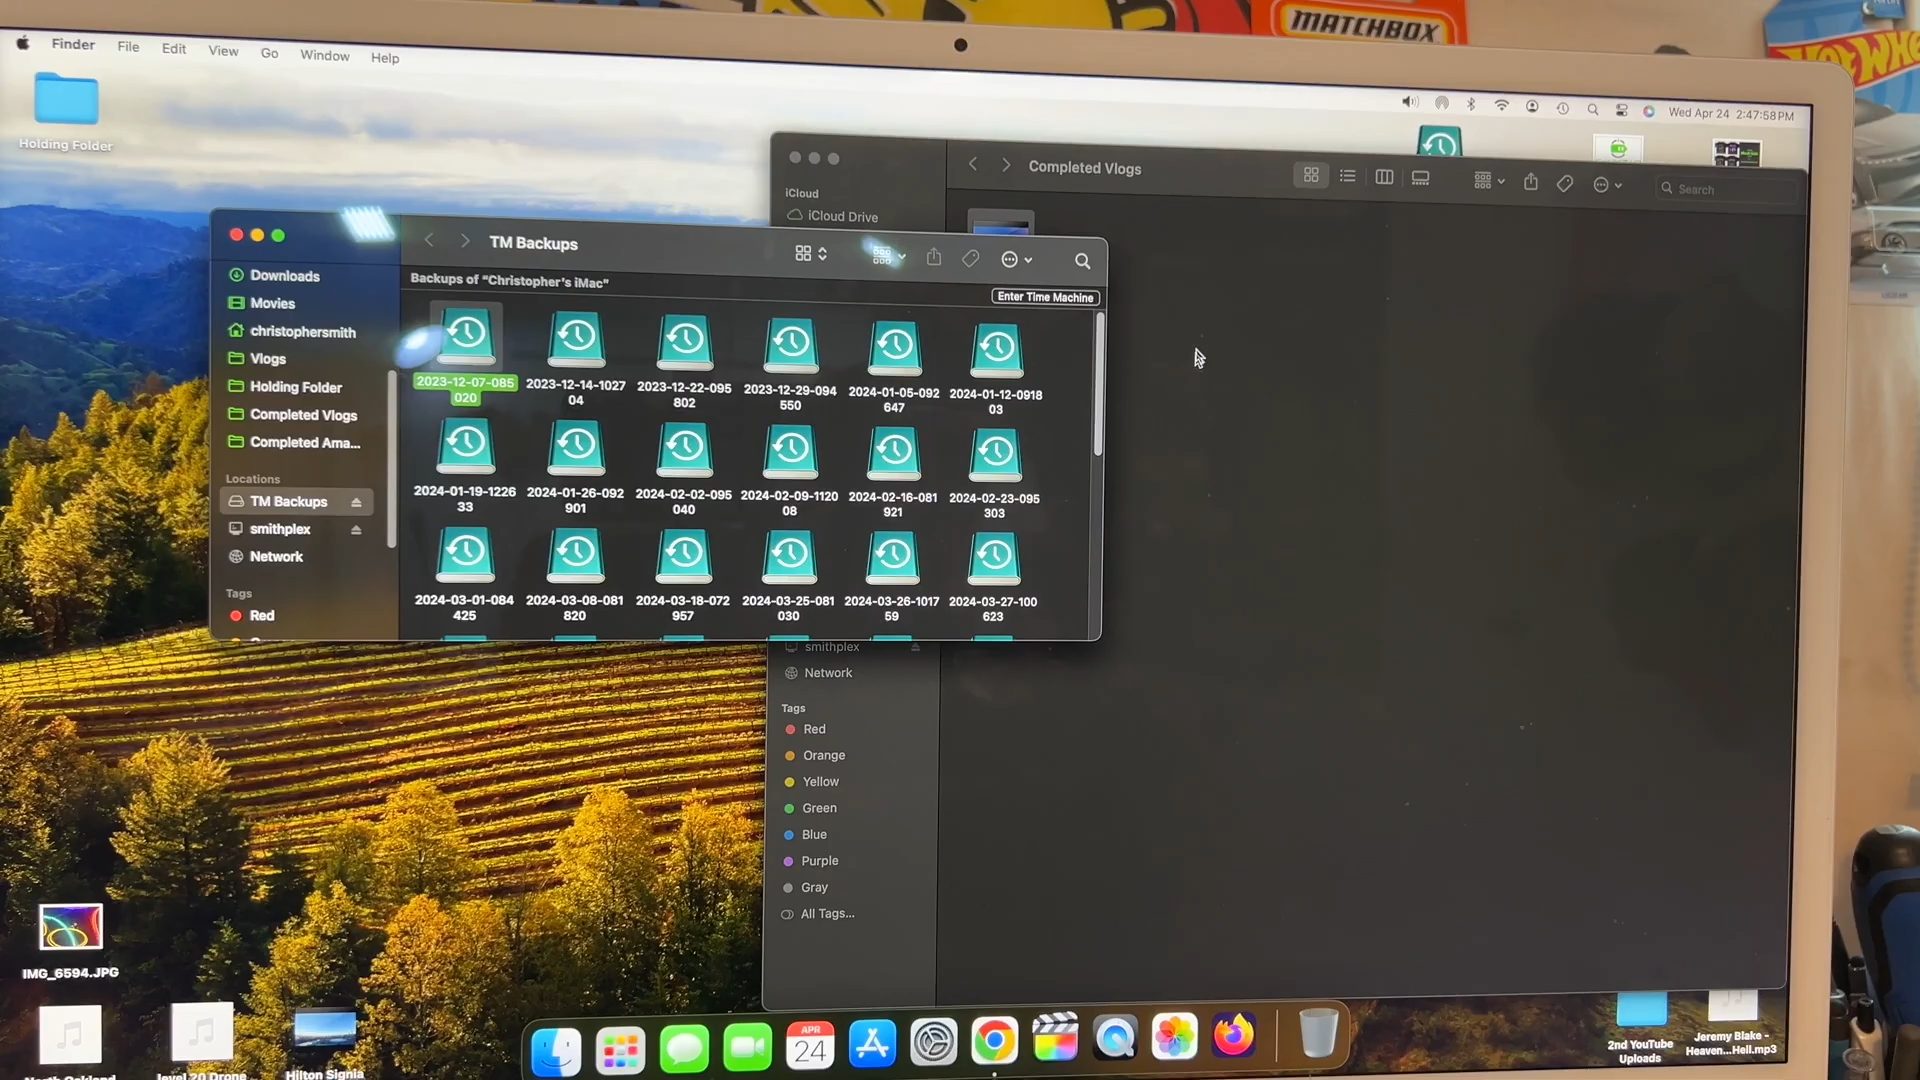 MATCHBOX
Finder File Edit View Go Window Help
Wed Apr 24 2:47:58 PM
Holding Folder
Completed Vlogs
Search
iCloud
iCloud Drive
TM Backups
Backups of “Christopher’s iMac”
Enter Time Machine
Downloads
Movies
christophersmith
Vlogs
Holding Folder
Completed Vlogs
Completed Ama...
Locations
TM Backups
smithplex
Network
Tags
Red
2023-12-07-085
020
2023-12-14-1027
04
2023-12-22-095
802
2023-12-29-094
550
2024-01-05-092
647
2024-01-12-0918
03
2024-01-19-1226
33
2024-01-26-092
901
2024-02-02-095
040
2024-02-09-1120
08
2024-02-16-081
921
2024-02-23-095
303
2024-03-01-084
425
2024-03-08-081
820
2024-03-18-072
957
2024-03-25-081
030
2024-03-26-1017
59
2024-03-27-100
623
smithplex
Network
Tags
Red
Orange
Yellow
Green
Blue
Purple
Gray
All Tags...
IMG_6594.JPG
North Oakland
level 20 Drone
Hilton Signia
APR
24
2nd YouTube
Uploads
Jeremy Blake -
Heaven...Hell.mp3